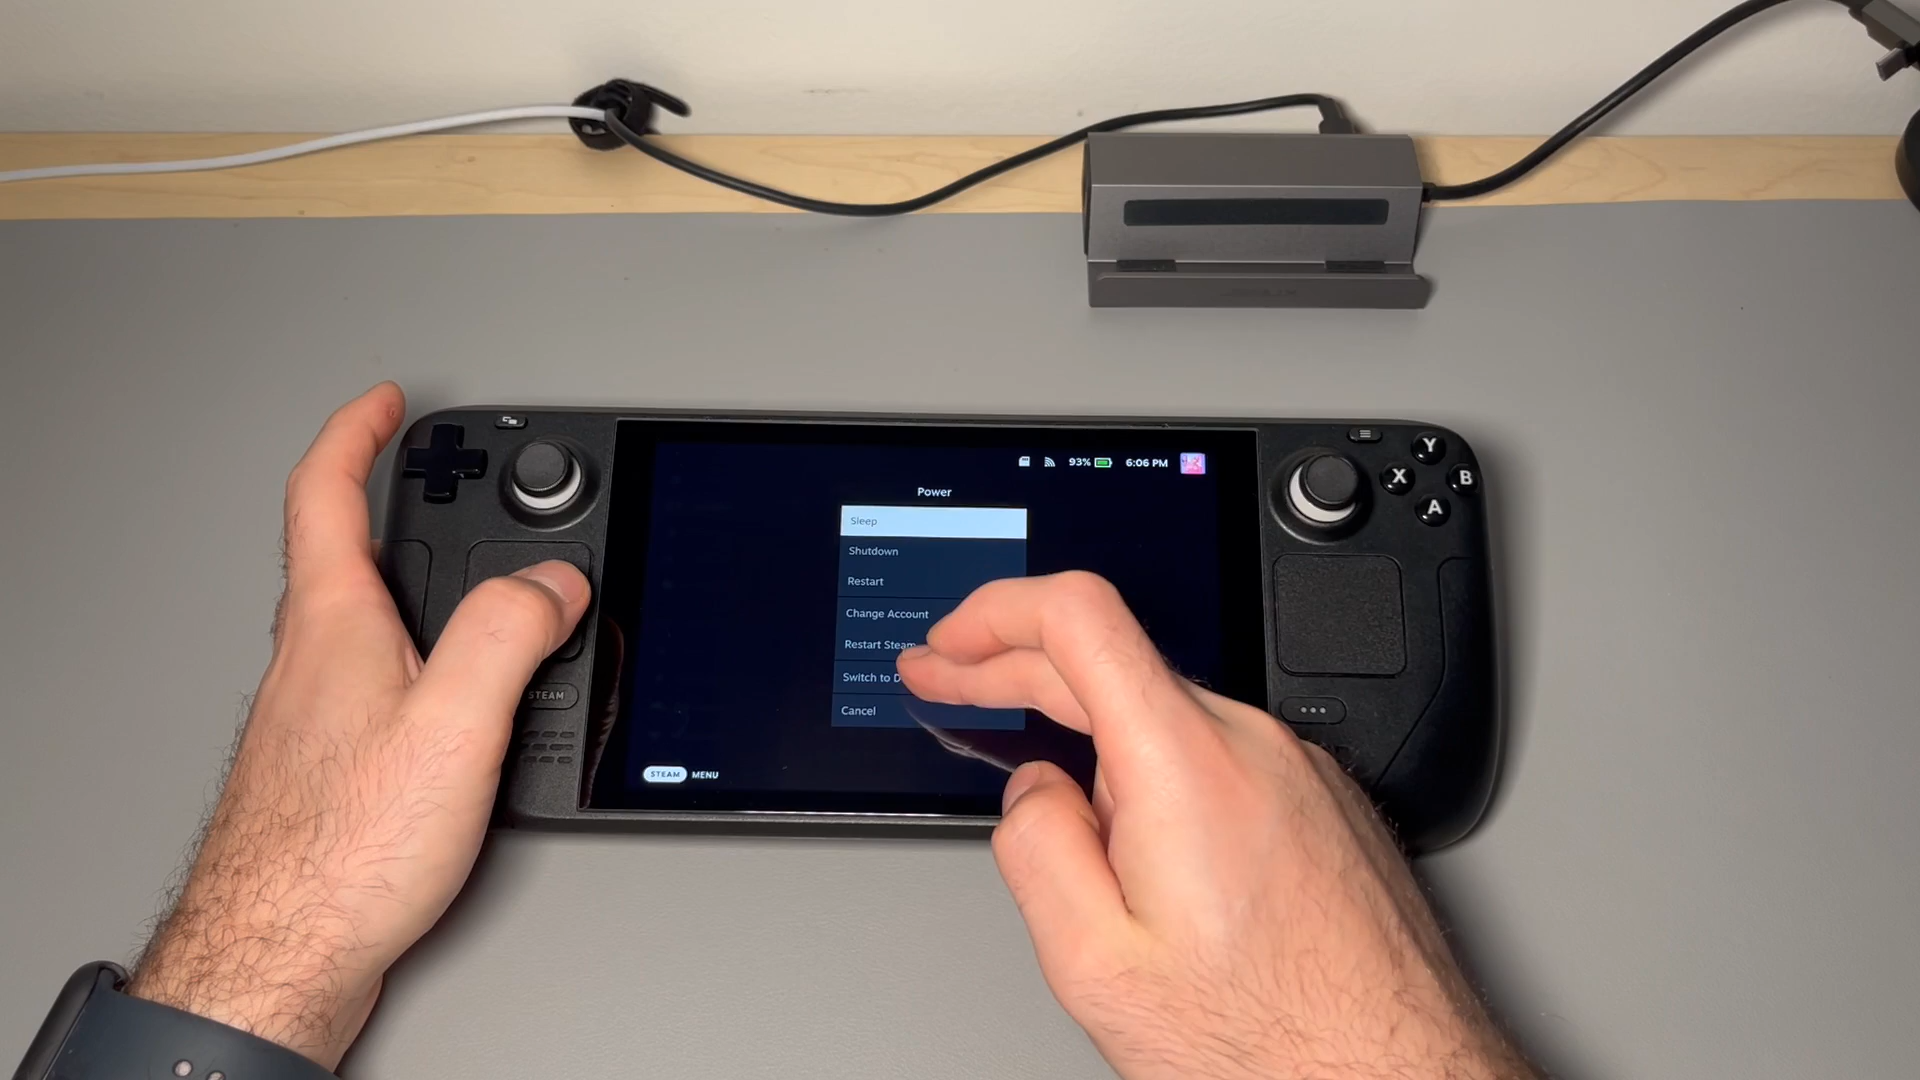 93%
6:06 PM
Power
Sleep
Shutdown
Restart
Change Account
Restart Steam
Switch to D
Cancel
STEAM MENU
STEAM
Y
X
B
A